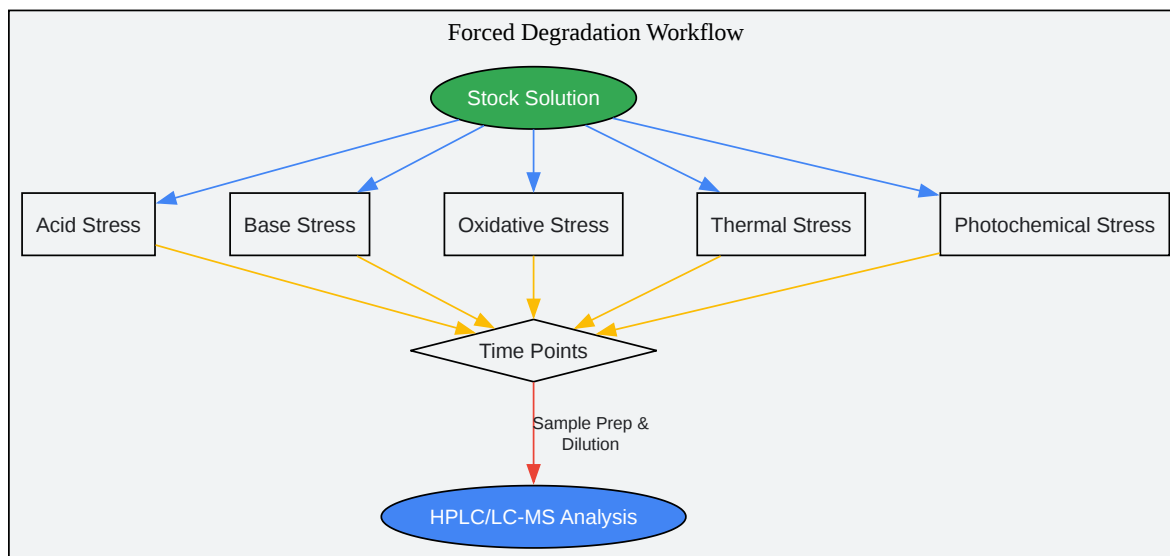 Forced Degradation Workflow
Stock Solution
Acid Stress
Base Stress
Oxidative Stress
Thermal Stress
Photochemical Stress
Time Points
Sample Prep &
Dilution
HPLC/LC-MS Analysis